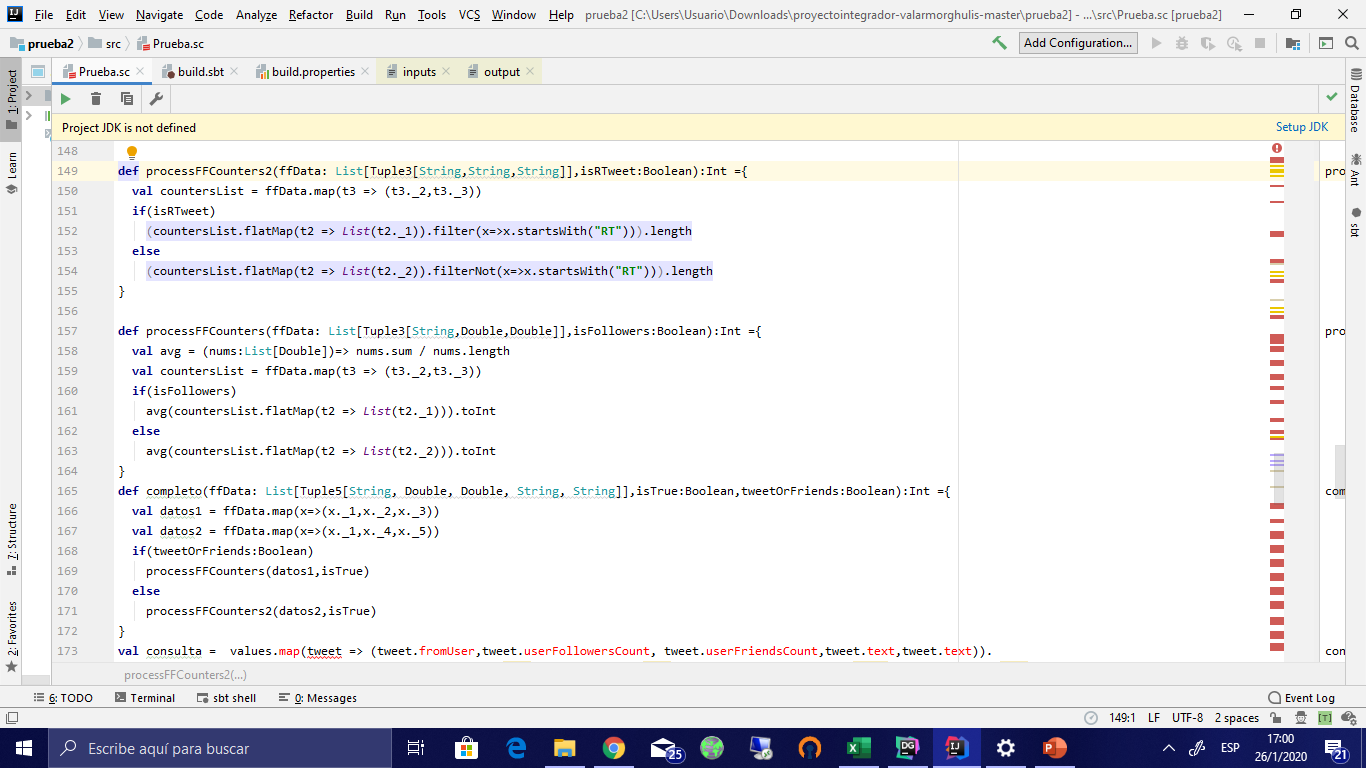 File Edit View Navigate Code Analyze Refactor Build Run Tools VCS Window Help prueba2 [C:\Users\Usuario\Downloads\proyectointegrador-valarmorghulis-master\prueba2] - ...\src\Prueba.sc [prueba2]
prueba2 src Prueba.sc Add Configuration...
Prueba.sc build.sbt build.properties inputs output
Project JDK is not defined Setup JDK
148
149 def processFFCounters2(ffData: List[Tuple3[String,String,String]],isRTweet:Boolean):Int ={ pro
150 val countersList = ffData.map(t3 => (t3._2,t3._3))
151 if(isRTweet)
152 (countersList.flatMap(t2 => List(t2._1)).filter(x=>x.startsWith("RT"))).length
153 else
154 (countersList.flatMap(t2 => List(t2._2)).filterNot(x=>x.startsWith("RT"))).length
155 }
156
157 def processFFCounters(ffData: List[Tuple3[String,Double,Double]],isFollowers:Boolean):Int ={ pro
158 val avg = (nums:List[Double])=> nums.sum / nums.length
159 val countersList = ffData.map(t3 => (t3._2,t3._3))
160 if(isFollowers)
161 avg(countersList.flatMap(t2 => List(t2._1))).toInt
162 else
163 avg(countersList.flatMap(t2 => List(t2._2))).toInt
164 }
165 def completo(ffData: List[Tuple5[String, Double, Double, String, String]],isTrue:Boolean,tweetOrFriends:Boolean):Int ={ com
166 val datos1 = ffData.map(x=>(x._1,x._2,x._3))
167 val datos2 = ffData.map(x=>(x._1,x._4,x._5))
168 if(tweetOrFriends:Boolean)
169 processFFCounters(datos1,isTrue)
170 else
171 processFFCounters2(datos2,isTrue)
172 }
173 val consulta = values.map(tweet => (tweet.fromUser,tweet.userFollowersCount, tweet.userFriendsCount,tweet.text,tweet.text)). con
processFFCounters2(...)
1: Project
Learn
7: Structure
2: Favorites
Database
Ant
sbt
6: TODO Terminal sbt shell 0: Messages Event Log
149:1 LF UTF-8 2 spaces [T]
Escribe aquí para buscar 25 DG IJ ESP 17:00
26/1/2020 21